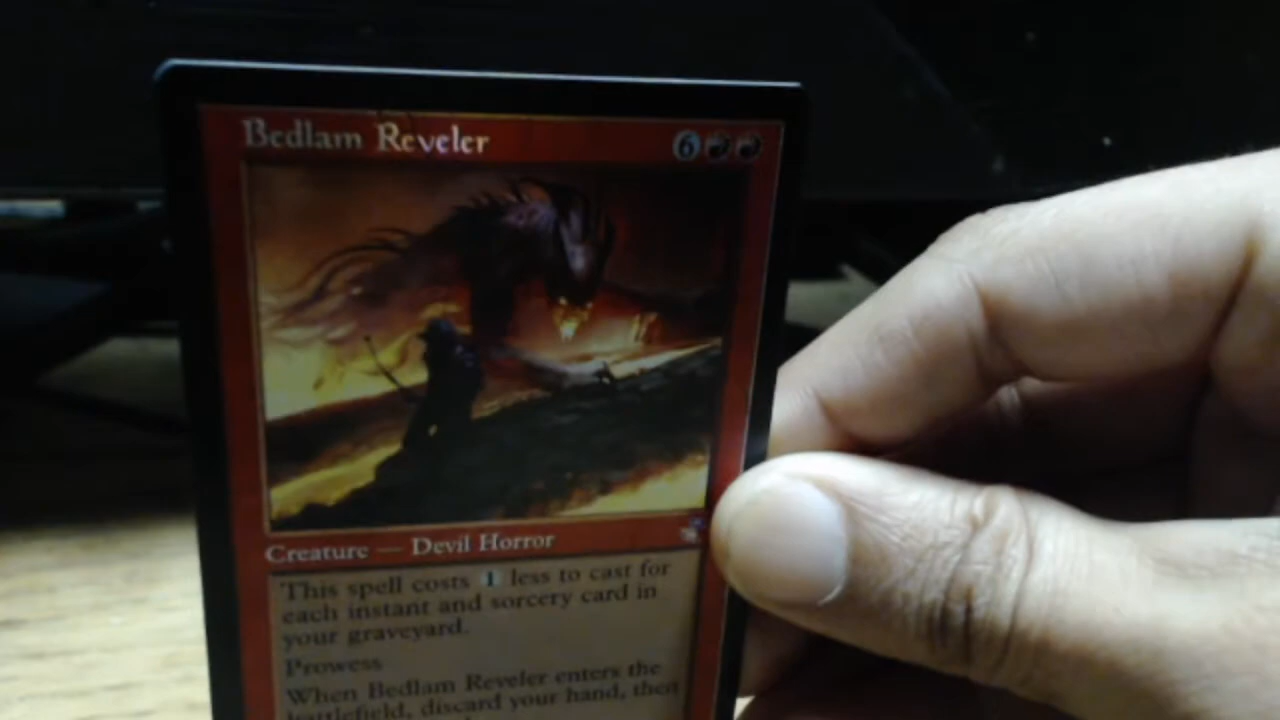 Bedlam Reveler 6
Creature — Devil Horror
This spell costs 1 less to cast for
each instant and sorcery card in
your graveyard.
Prowess
When Bedlam Reveler enters the
battlefield, discard your hand, then